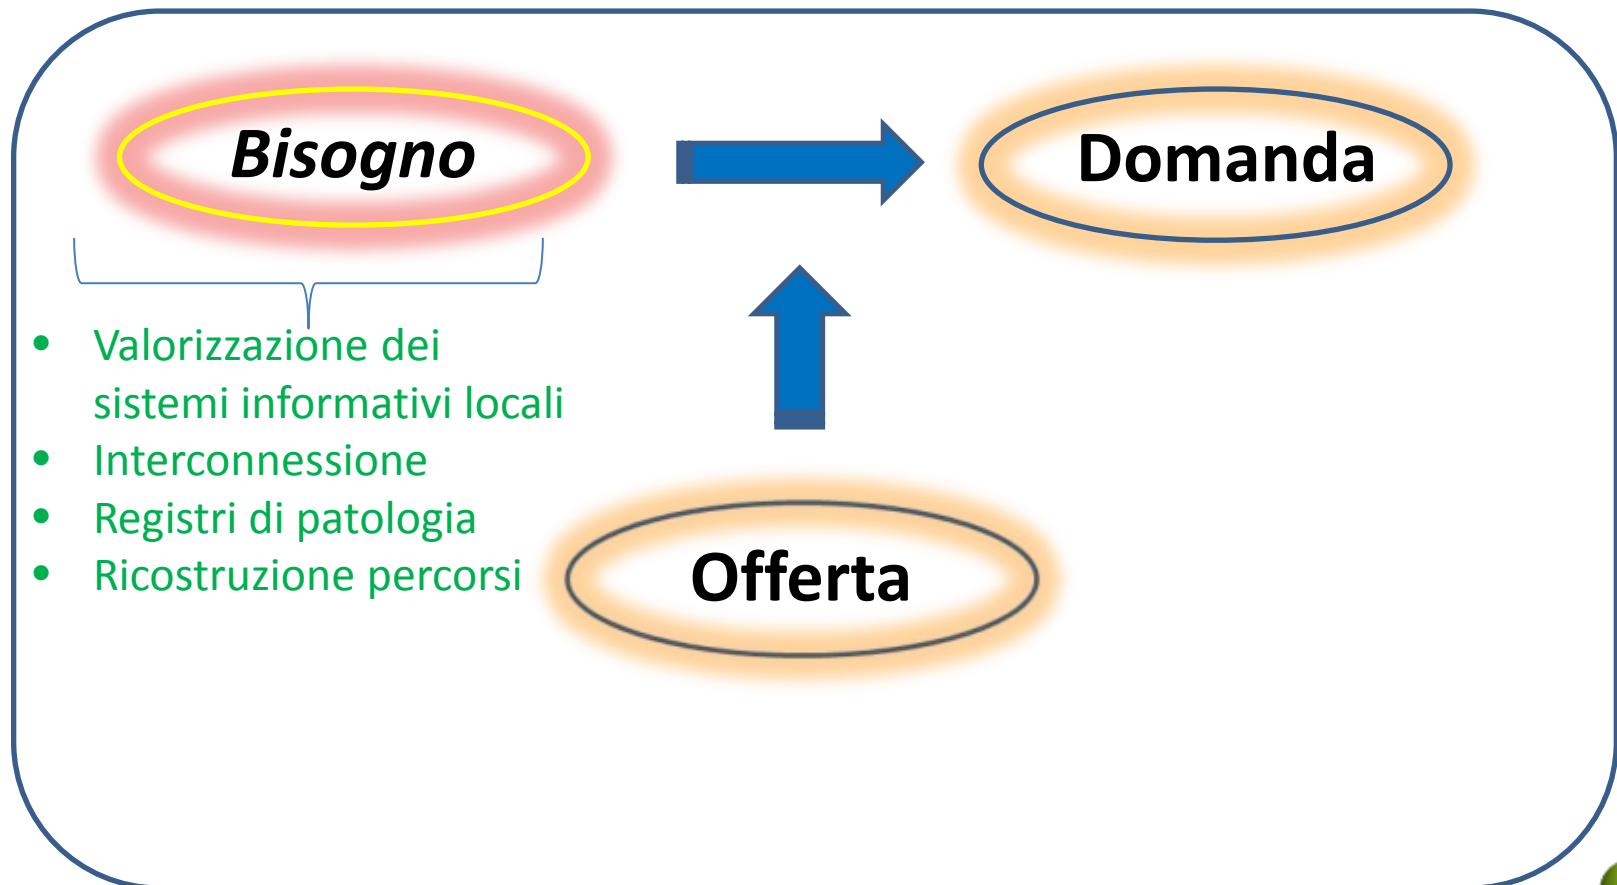 Bisogno
Domanda
• Valorizzazione dei
sistemi informativi locali
• Interconnessione
• Registri di patologia
• Ricostruzione percorsi
Offerta